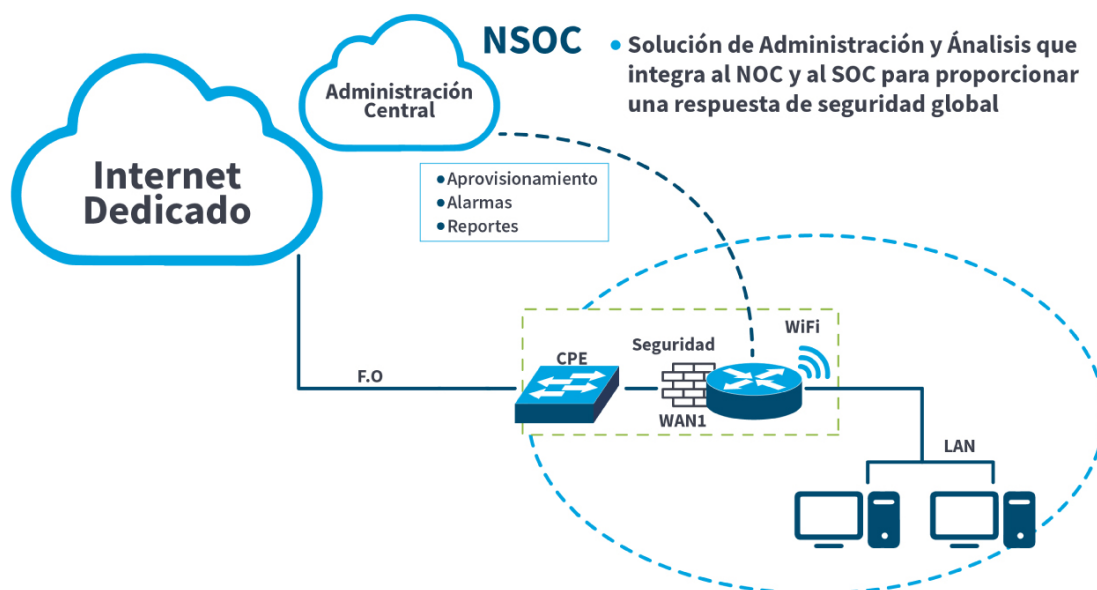 NSOC
• Solución de Administración y Ánalisis que
integra al NOC y al SOC para proporcionar
una respuesta de seguridad global
Administración
Central
Internet
Dedicado
• Aprovisionamiento
• Alarmas
• Reportes
WiFi
Seguridad
CPE
F.O
WAN1
LAN